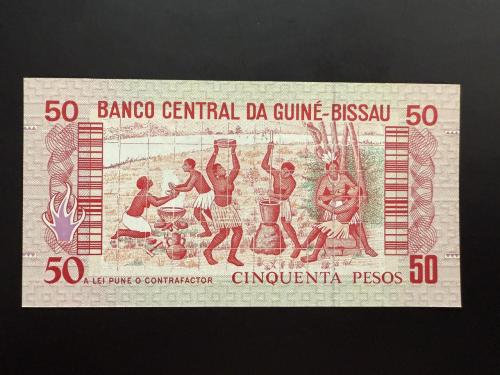 50 BANCO CENTRAL DA GUINÉ-BISSAU 50
50 A LEI PUNE O CONTRAFACTOR CINQUENTA PESOS 50